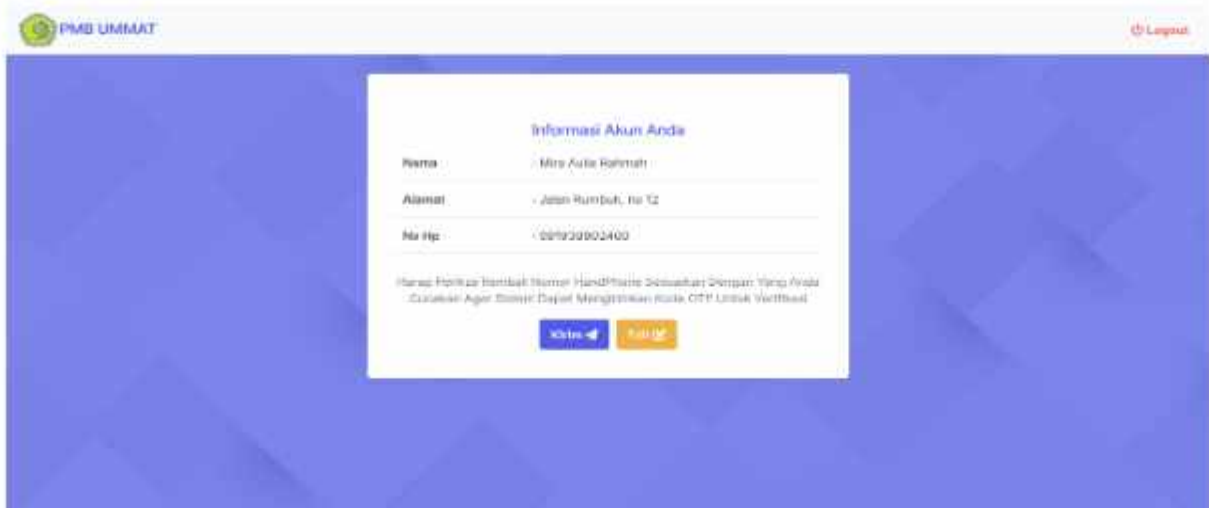 PMB UMMAT
Logout
Informasi Akun Anda
Nama : Mira Aulia Rahmah
Alamat : Jalan Rumbuk, no 12
No Hp
Harap Periksa Kembali Nomor HandPhone Sesuaikan Dengan Yang Anda
Gunakan Agar Sistem Dapat Mengirimkan Kode OTP Untuk Verifikasi
Kirim Edit